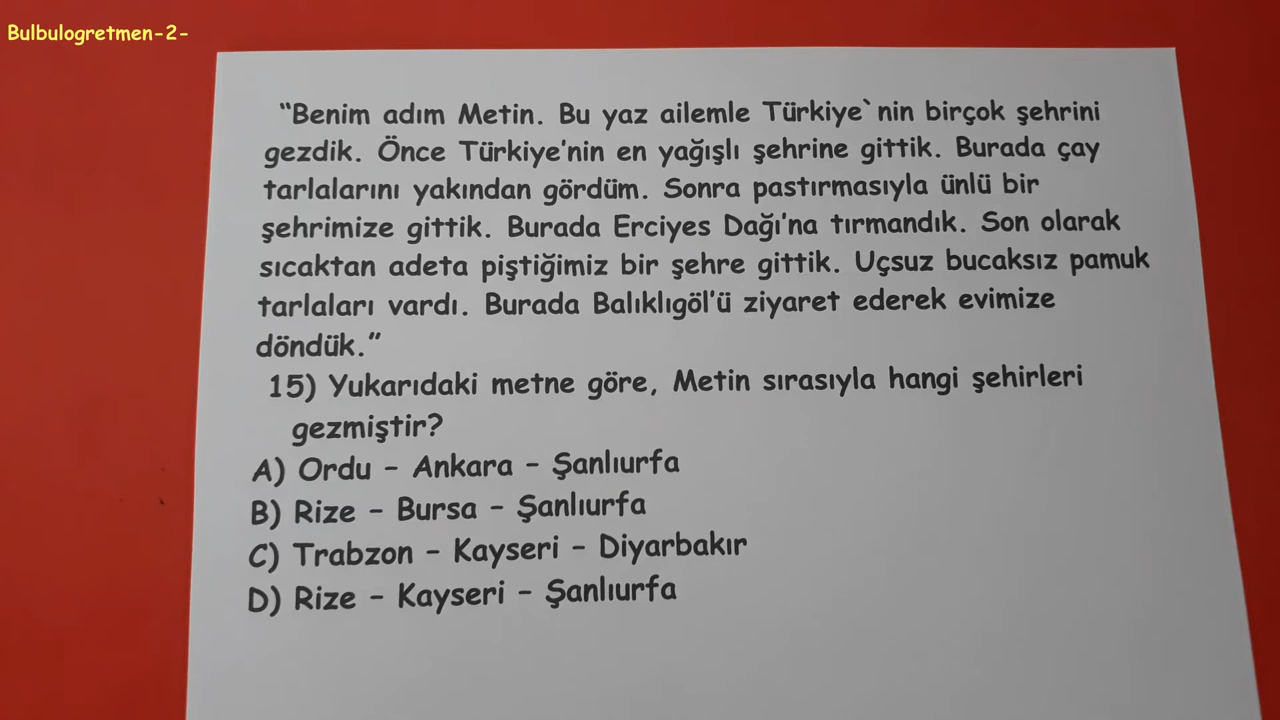 Bulbulogretmen-2-
“Benim adım Metin. Bu yaz ailemle Türkiye`nin birçok şehrini
gezdik. Önce Türkiye'nin en yağışlı şehrine gittik. Burada çay
tarlalarını yakından gördüm. Sonra pastırmasıyla ünlü bir
şehrimize gittik. Burada Erciyes Dağı'na tırmandık. Son olarak
sıcaktan adeta piştiğimiz bir şehre gittik. Uçsuz bucaksız pamuk
tarlaları vardı. Burada Balıklıgöl'ü ziyaret ederek evimize
döndük.”
15) Yukarıdaki metne göre, Metin sırasıyla hangi şehirleri
gezmiştir?
A) Ordu - Ankara - Şanlıurfa
B) Rize - Bursa - Şanlıurfa
C) Trabzon - Kayseri - Diyarbakır
D) Rize - Kayseri - Şanlıurfa